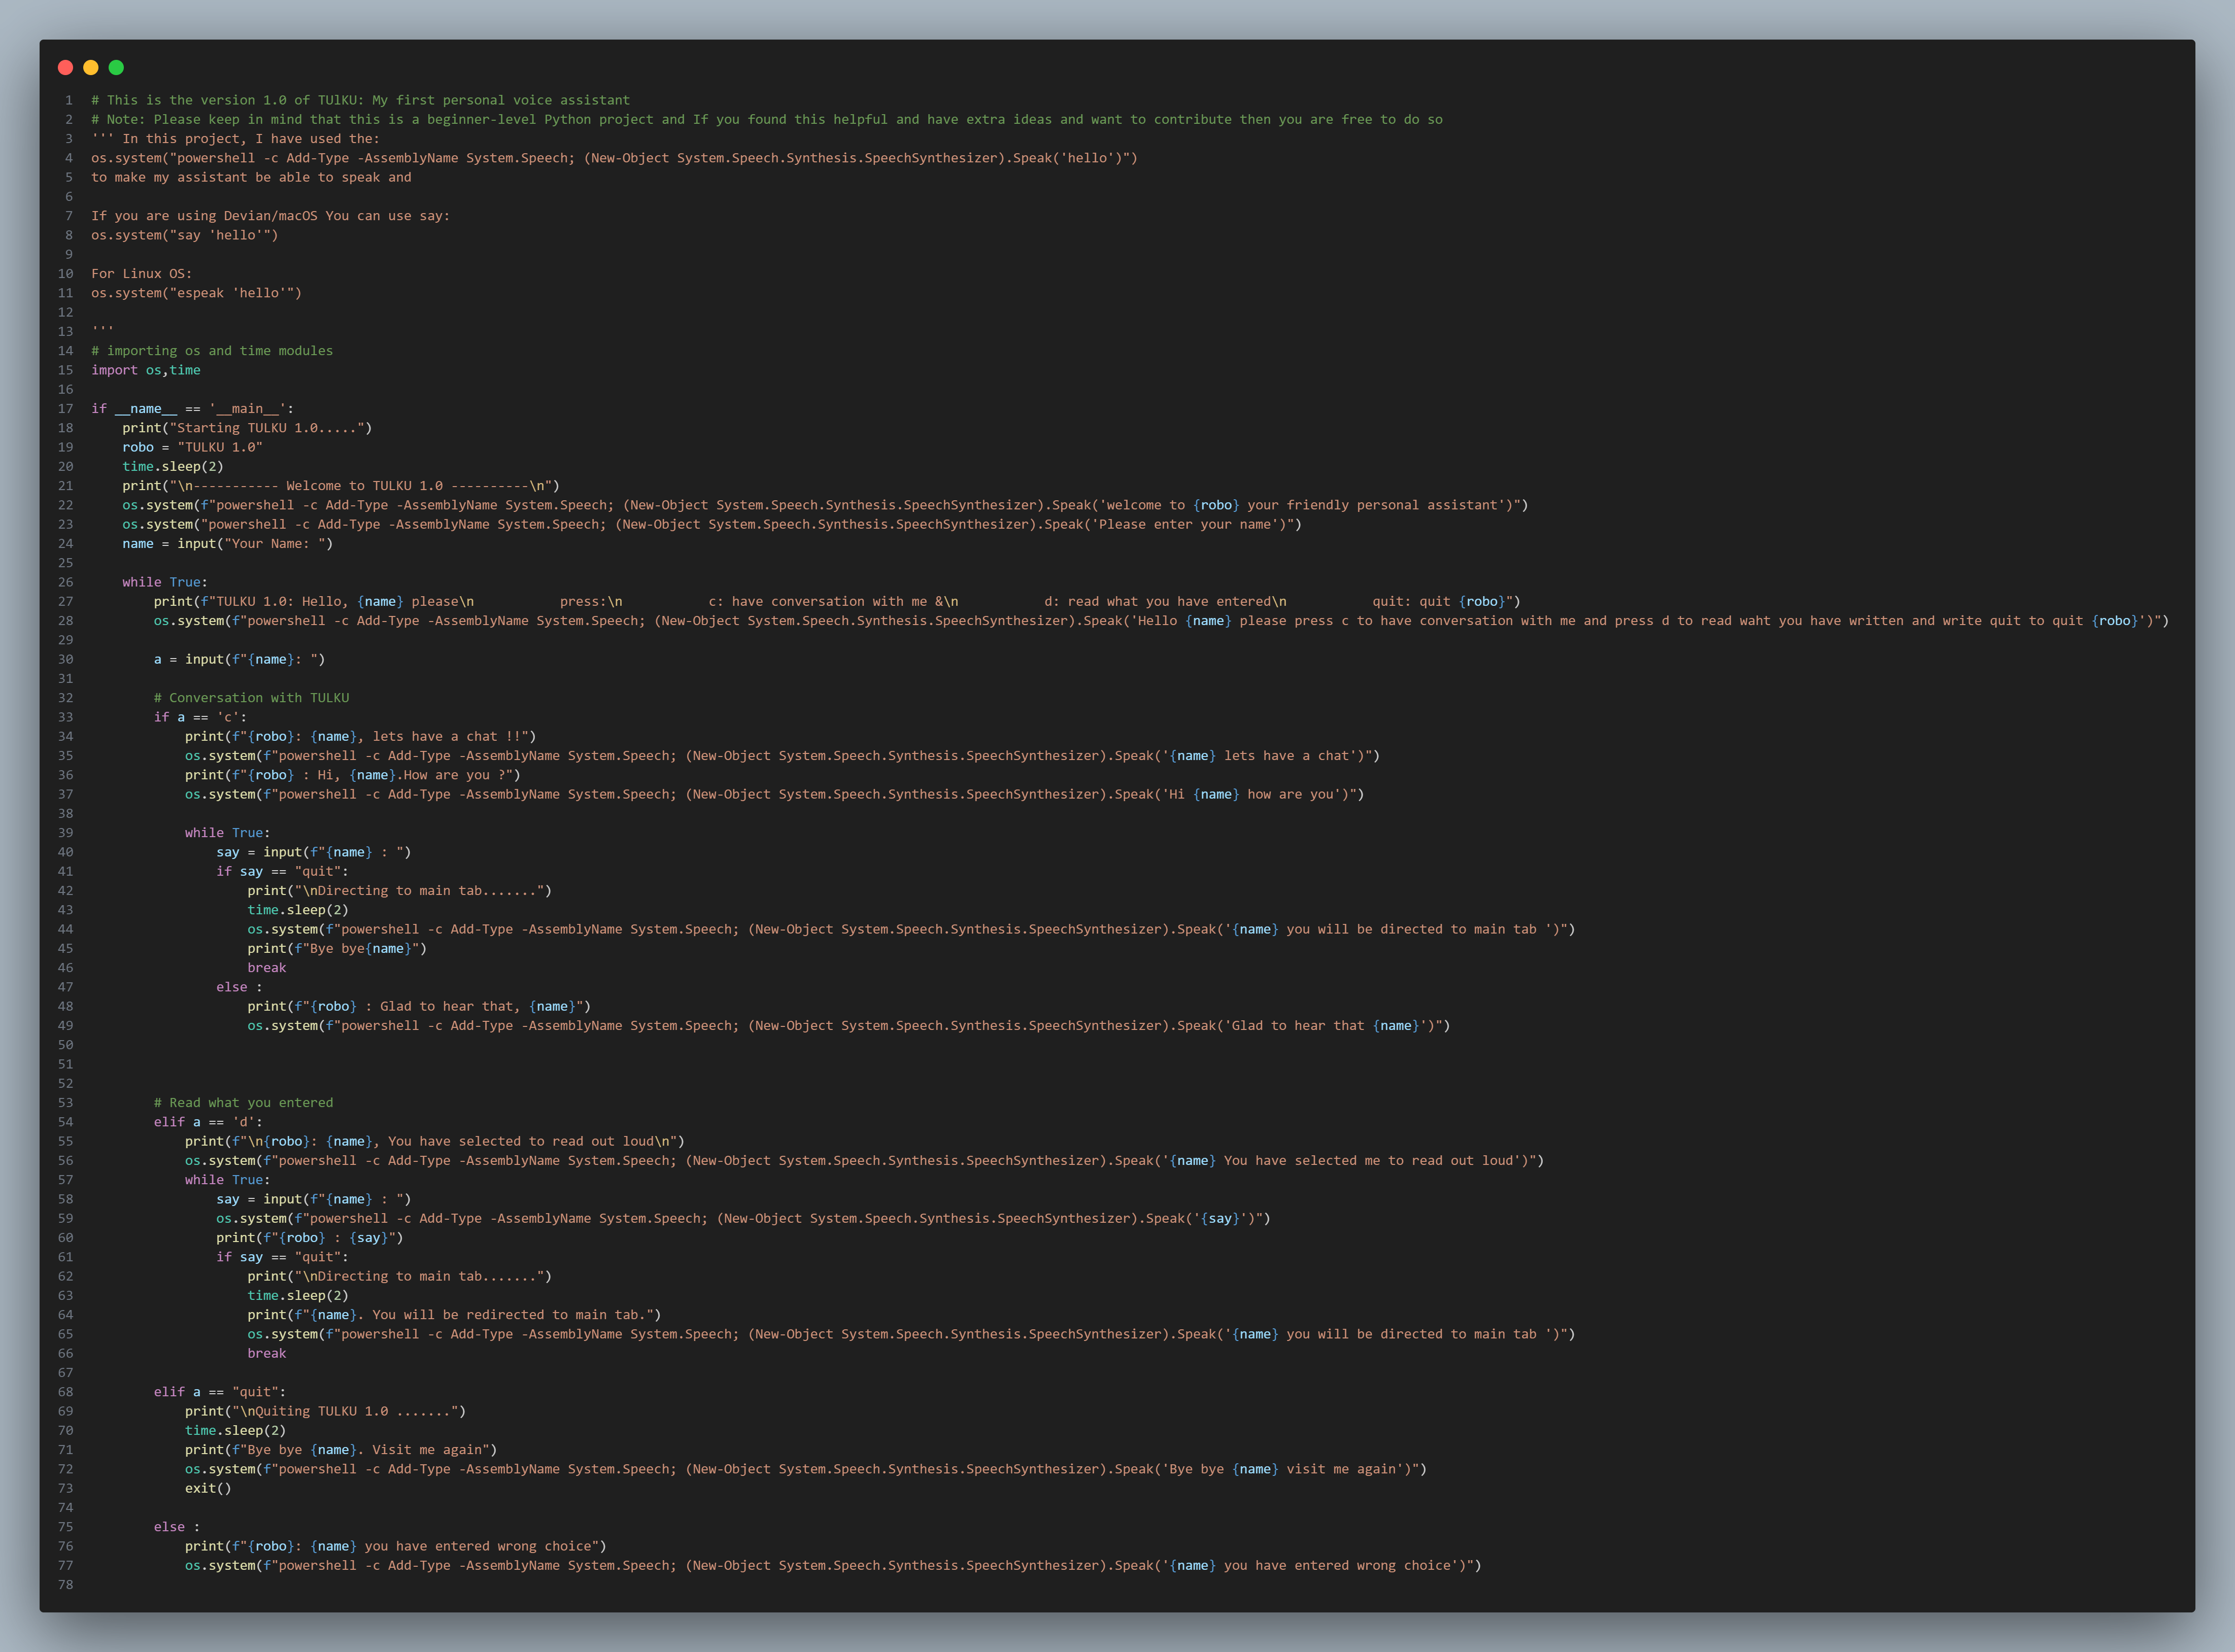 1 # This is the version 1.0 of TUlKU: My first personal voice assistant
2 # Note: Please keep in mind that this is a beginner-level Python project and If you found this helpful and have extra ideas and want to contribute then you are free to do so
3 ''' In this project, I have used the:
4 os.system("powershell -c Add-Type -AssemblyName System.Speech; (New-Object System.Speech.Synthesis.SpeechSynthesizer).Speak('hello')")
5 to make my assistant be able to speak and
6
7 If you are using Devian/macOS You can use say:
8 os.system("say 'hello'")
9
10 For Linux OS:
11 os.system("espeak 'hello'")
12
13 '''
14 # importing os and time modules
15 import os,time
16
17 if __name__ == '__main__':
18     print("Starting TULKU 1.0.....")
19     robo = "TULKU 1.0"
20     time.sleep(2)
21     print("\n----------- Welcome to TULKU 1.0 ----------\n")
22     os.system(f"powershell -c Add-Type -AssemblyName System.Speech; (New-Object System.Speech.Synthesis.SpeechSynthesizer).Speak('welcome to {robo} your friendly personal assistant')")
23     os.system("powershell -c Add-Type -AssemblyName System.Speech; (New-Object System.Speech.Synthesis.SpeechSynthesizer).Speak('Please enter your name')")
24     name = input("Your Name: ")
25
26     while True:
27         print(f"TULKU 1.0: Hello, {name} please\n           press:\n           c: have conversation with me &\n           d: read what you have entered\n           quit: quit {robo}")
28         os.system(f"powershell -c Add-Type -AssemblyName System.Speech; (New-Object System.Speech.Synthesis.SpeechSynthesizer).Speak('Hello {name} please press c to have conversation with me and press d to read waht you have written and write quit to quit {robo}')")
29
30         a = input(f"{name}: ")
31
32         # Conversation with TULKU
33         if a == 'c':
34             print(f"{robo}: {name}, lets have a chat !!")
35             os.system(f"powershell -c Add-Type -AssemblyName System.Speech; (New-Object System.Speech.Synthesis.SpeechSynthesizer).Speak('{name} lets have a chat')")
36             print(f"{robo} : Hi, {name}.How are you ?")
37             os.system(f"powershell -c Add-Type -AssemblyName System.Speech; (New-Object System.Speech.Synthesis.SpeechSynthesizer).Speak('Hi {name} how are you')")
38
39             while True:
40                 say = input(f"{name} : ")
41                 if say == "quit":
42                     print("\nDirecting to main tab.......")
43                     time.sleep(2)
44                     os.system(f"powershell -c Add-Type -AssemblyName System.Speech; (New-Object System.Speech.Synthesis.SpeechSynthesizer).Speak('{name} you will be directed to main tab ')")
45                     print(f"Bye bye{name}")
46                     break
47                 else :
48                     print(f"{robo} : Glad to hear that, {name}")
49                     os.system(f"powershell -c Add-Type -AssemblyName System.Speech; (New-Object System.Speech.Synthesis.SpeechSynthesizer).Speak('Glad to hear that {name}')")
50
51
52
53         # Read what you entered
54         elif a == 'd':
55             print(f"\n{robo}: {name}, You have selected to read out loud\n")
56             os.system(f"powershell -c Add-Type -AssemblyName System.Speech; (New-Object System.Speech.Synthesis.SpeechSynthesizer).Speak('{name} You have selected me to read out loud')")
57             while True:
58                 say = input(f"{name} : ")
59                 os.system(f"powershell -c Add-Type -AssemblyName System.Speech; (New-Object System.Speech.Synthesis.SpeechSynthesizer).Speak('{say}')")
60                 print(f"{robo} : {say}")
61                 if say == "quit":
62                     print("\nDirecting to main tab.......")
63                     time.sleep(2)
64                     print(f"{name}. You will be redirected to main tab.")
65                     os.system(f"powershell -c Add-Type -AssemblyName System.Speech; (New-Object System.Speech.Synthesis.SpeechSynthesizer).Speak('{name} you will be directed to main tab ')")
66                     break
67
68         elif a == "quit":
69             print("\nQuiting TULKU 1.0 .......")
70             time.sleep(2)
71             print(f"Bye bye {name}. Visit me again")
72             os.system(f"powershell -c Add-Type -AssemblyName System.Speech; (New-Object System.Speech.Synthesis.SpeechSynthesizer).Speak('Bye bye {name} visit me again')")
73             exit()
74
75         else :
76             print(f"{robo}: {name} you have entered wrong choice")
77             os.system(f"powershell -c Add-Type -AssemblyName System.Speech; (New-Object System.Speech.Synthesis.SpeechSynthesizer).Speak('{name} you have entered wrong choice')")
78